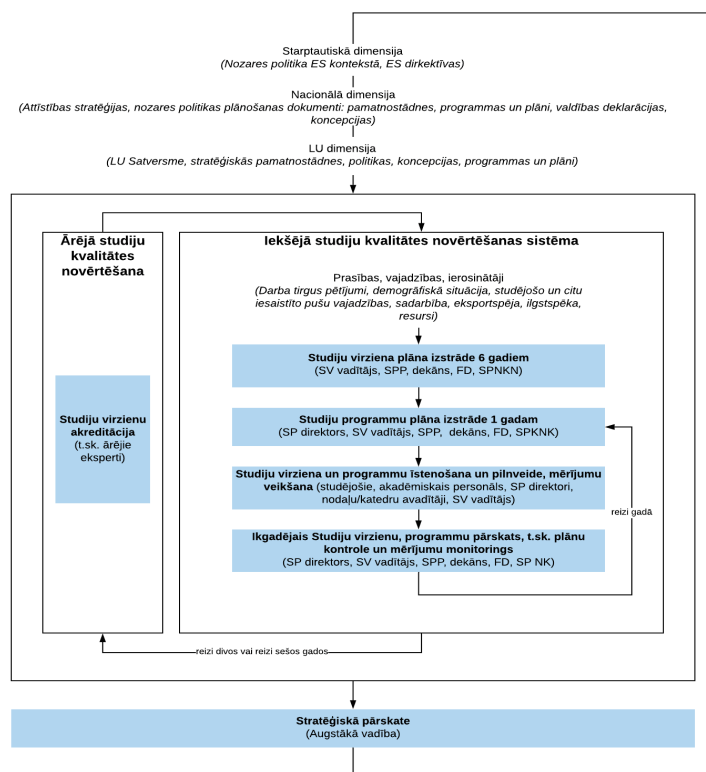 Starptautiskā dimensija
(Nozares politika ES kontekstā, ES dirkektīvas)
Nacionālā dimensija
(Attīstības stratēģijas, nozares politikas plānošanas dokumenti: pamatnostādnes, programmas un plāni, valdības deklarācijas,
koncepcijas)
LU dimensija
(LU Satversme, stratēģiskās pamatnostādnes, politikas, koncepcijas, programmas un plāni)
Ārējā studiju
kvalitātes
novērtēšana
Studiju virzienu
akreditācija
(t.sk. ārējie
eksperti)
Iekšējā studiju kvalitātes novērtēšanas sistēma
Prasības, vajadzības, ierosinātāji
(Darba tirgus pētījumi, demogrāfiskā situācija, studējošo un citu
iesaistīto pušu vajadzības, sadarbība, eksportspēja, ilgstspēka,
resursi)
Studiju virziena plāna izstrāde 6 gadiem
(SV vadītājs, SPP, dekāns, FD, SPNKN)
Studiju programmu plāna izstrāde 1 gadam
(SP direktors, SV vadītājs, SPP, dekāns, FD, SPKNK)
Studiju virziena un programmu īstenošana un pilnveide, mērījumu
veikšana (studējošie, akadēmiskais personāls, SP direktori,
nodaļu/katedru avadītāji, SV vadītājs)
Ikgadējais Studiju virzienu, programmu pārskats, t.sk. plānu
kontrole un mērījumu monitorings
(SP direktors, SV vadītājs, SPP, dekāns, FD, SP NK)
reizi gadā
reizi divos vai reizi sešos gados
Stratēģiskā pārskate
(Augstākā vadība)